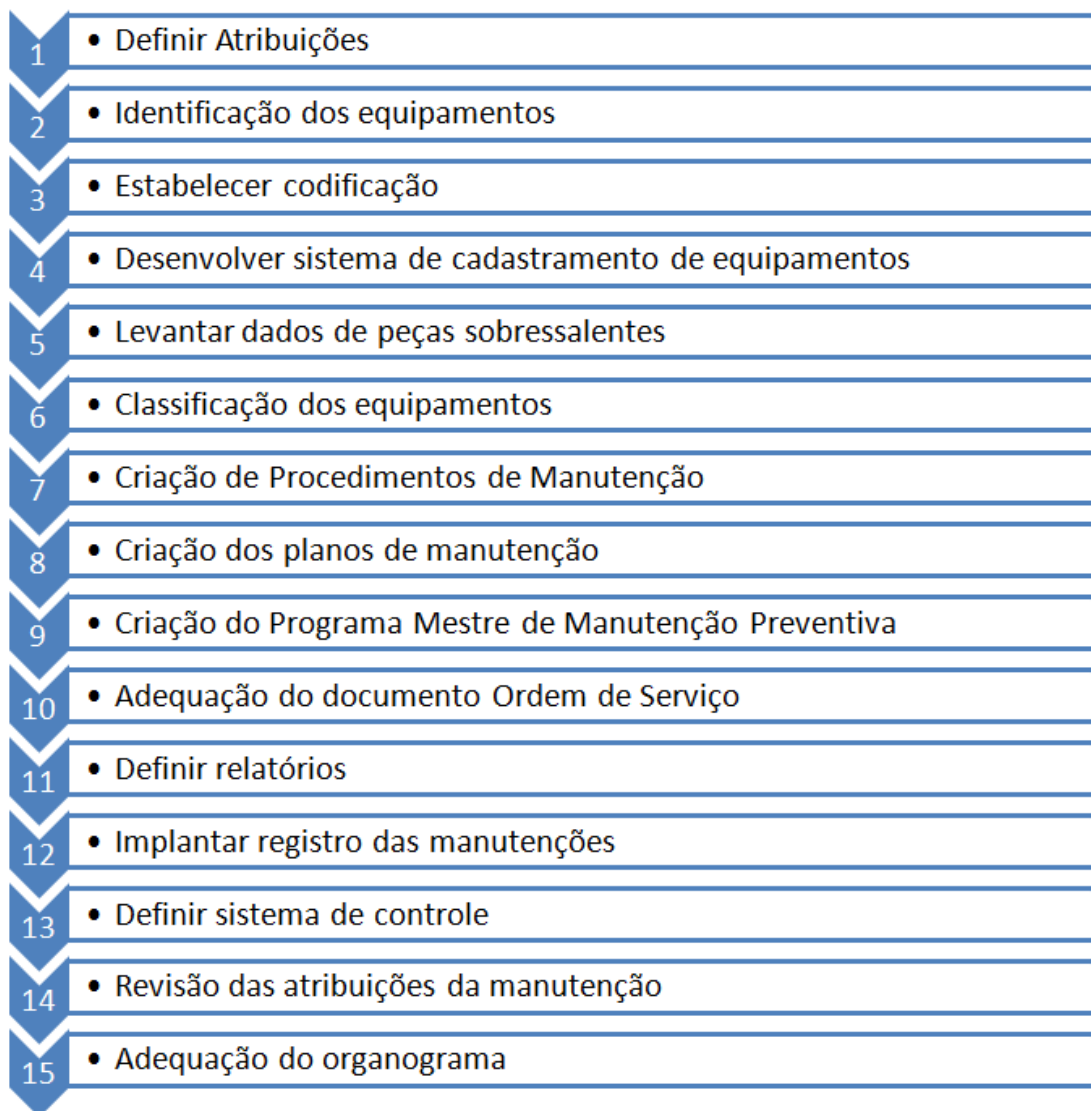 1 • Definir Atribuições
2 • Identificação dos equipamentos
3 • Estabelecer codificação
4 • Desenvolver sistema de cadastramento de equipamentos
5 • Levantar dados de peças sobressalentes
6 • Classificação dos equipamentos
7 • Criação de Procedimentos de Manutenção
8 • Criação dos planos de manutenção
9 • Criação do Programa Mestre de Manutenção Preventiva
10 • Adequação do documento Ordem de Serviço
11 • Definir relatórios
12 • Implantar registro das manutenções
13 • Definir sistema de controle
14 • Revisão das atribuições da manutenção
15 • Adequação do organograma